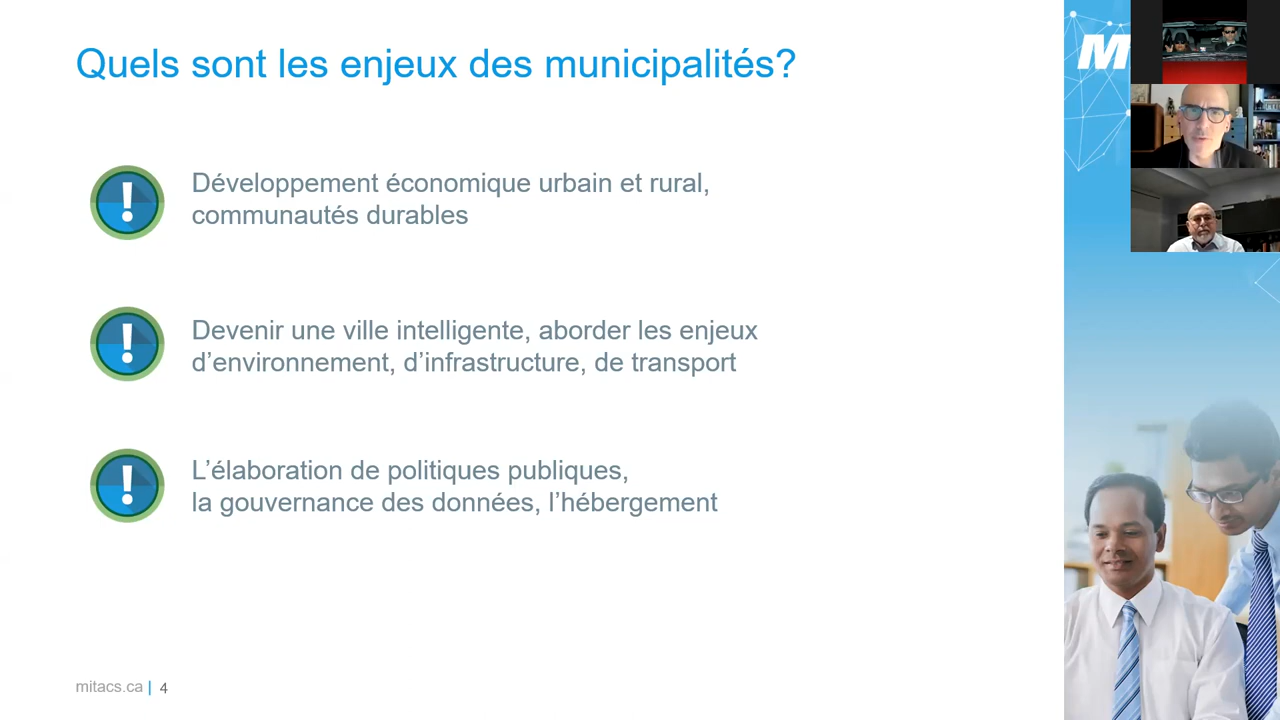 Quels sont les enjeux des municipalités?
Développement économique urbain et rural,
communautés durables
Devenir une ville intelligente, aborder les enjeux
d’environnement, d’infrastructure, de transport
L’élaboration de politiques publiques,
la gouvernance des données, l’hébergement
mitacs.ca | 4
M